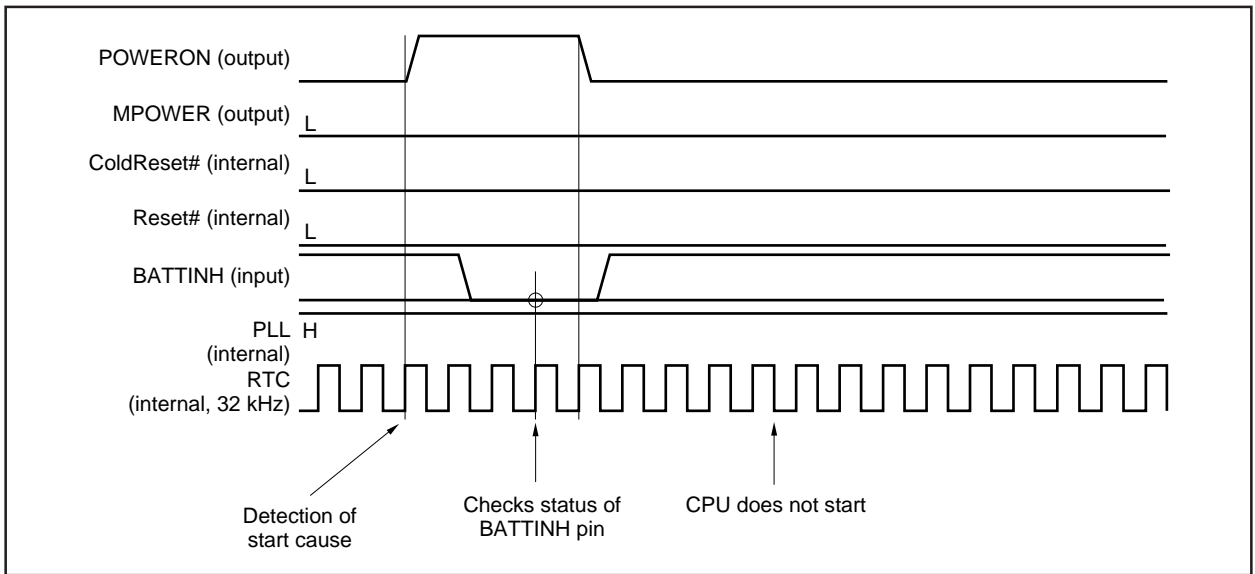 POWERON (output)
MPOWER (output)
L
ColdReset# (internal)
L
Reset# (internal)
L
BATTINH (input)
PLL H
(internal)
RTC
(internal, 32 kHz)
Detection of
start cause
Checks status of
BATTINH pin
CPU does not start